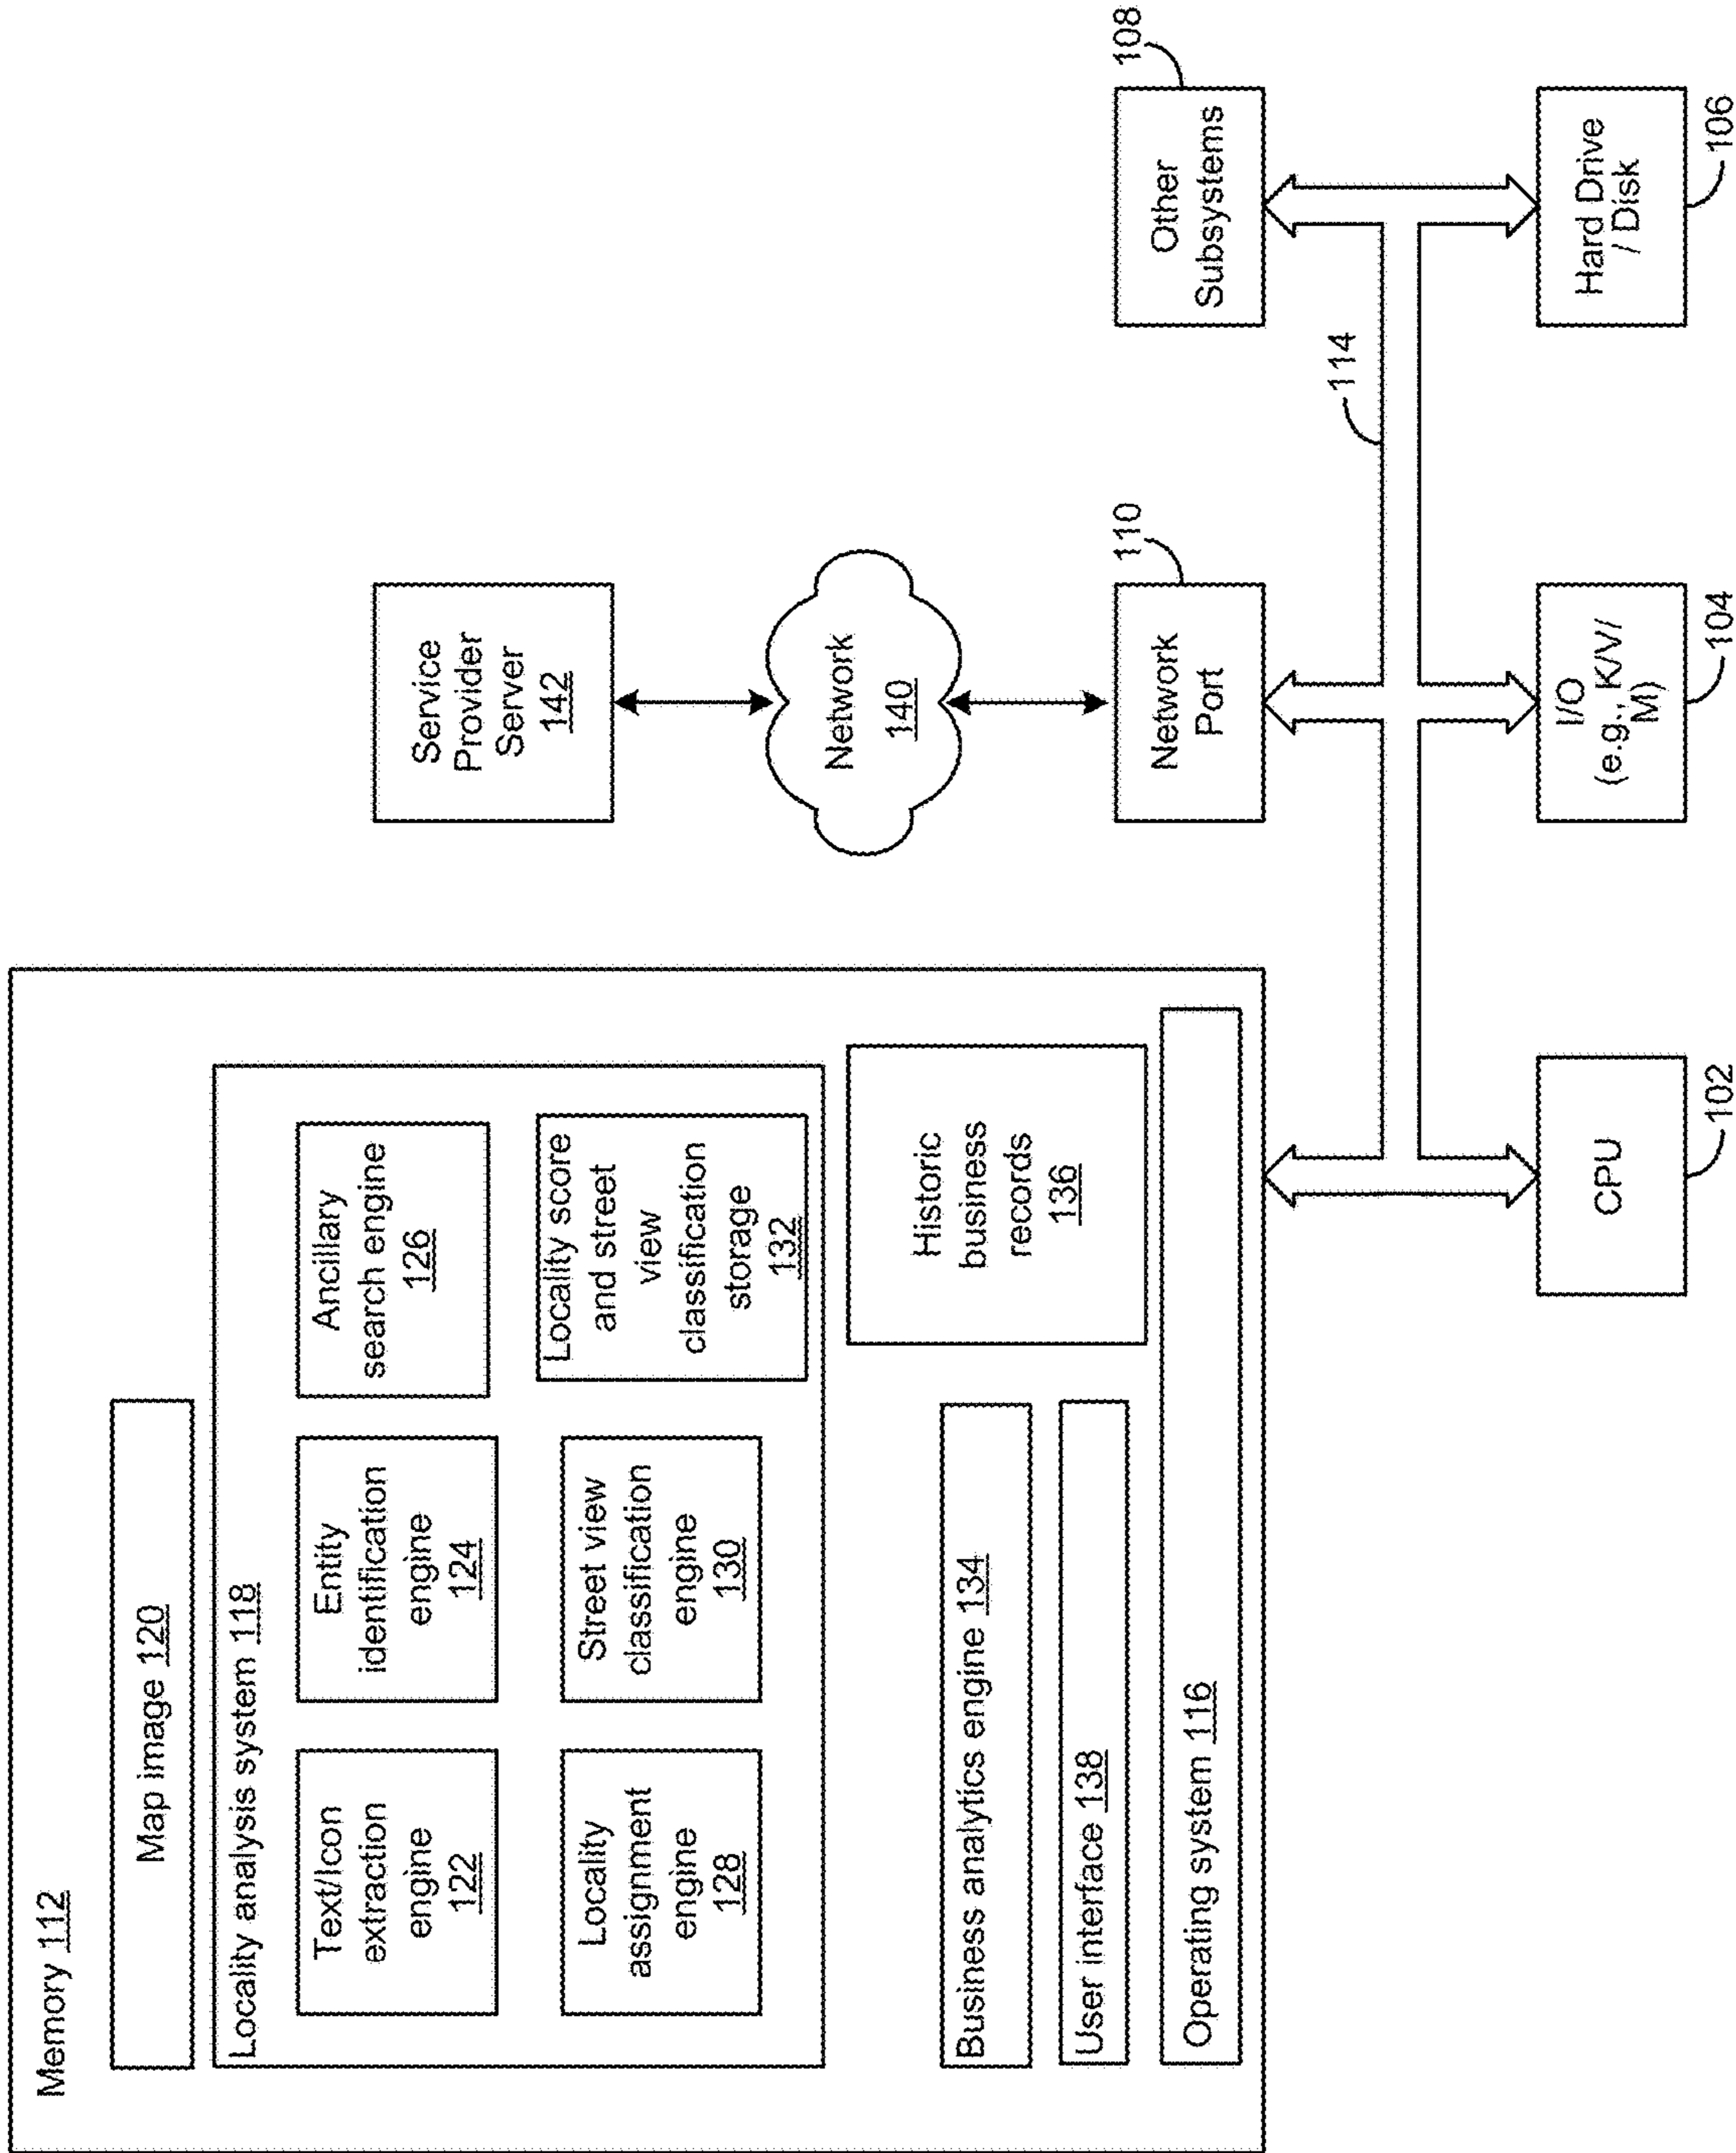 Memory 112
Map image 120
Locality analysis system 118
Text/Icon
extraction
engine
122
Entity
identification
engine
124
Ancillary
search engine
126
Locality
assignment
engine
128
Street view
classification
engine
130
Locality score
and street
view
classification
storage
132
Business analytics engine 134
User interface 138
Historic
business
records
136
Operating system 116
Service
Provider
Server
142
Network
140
Network
Port
110
Other
Subsystems
108
114
CPU
102
I/O
(e.g., K/V/
M)
104
Hard Drive
/ Disk
106